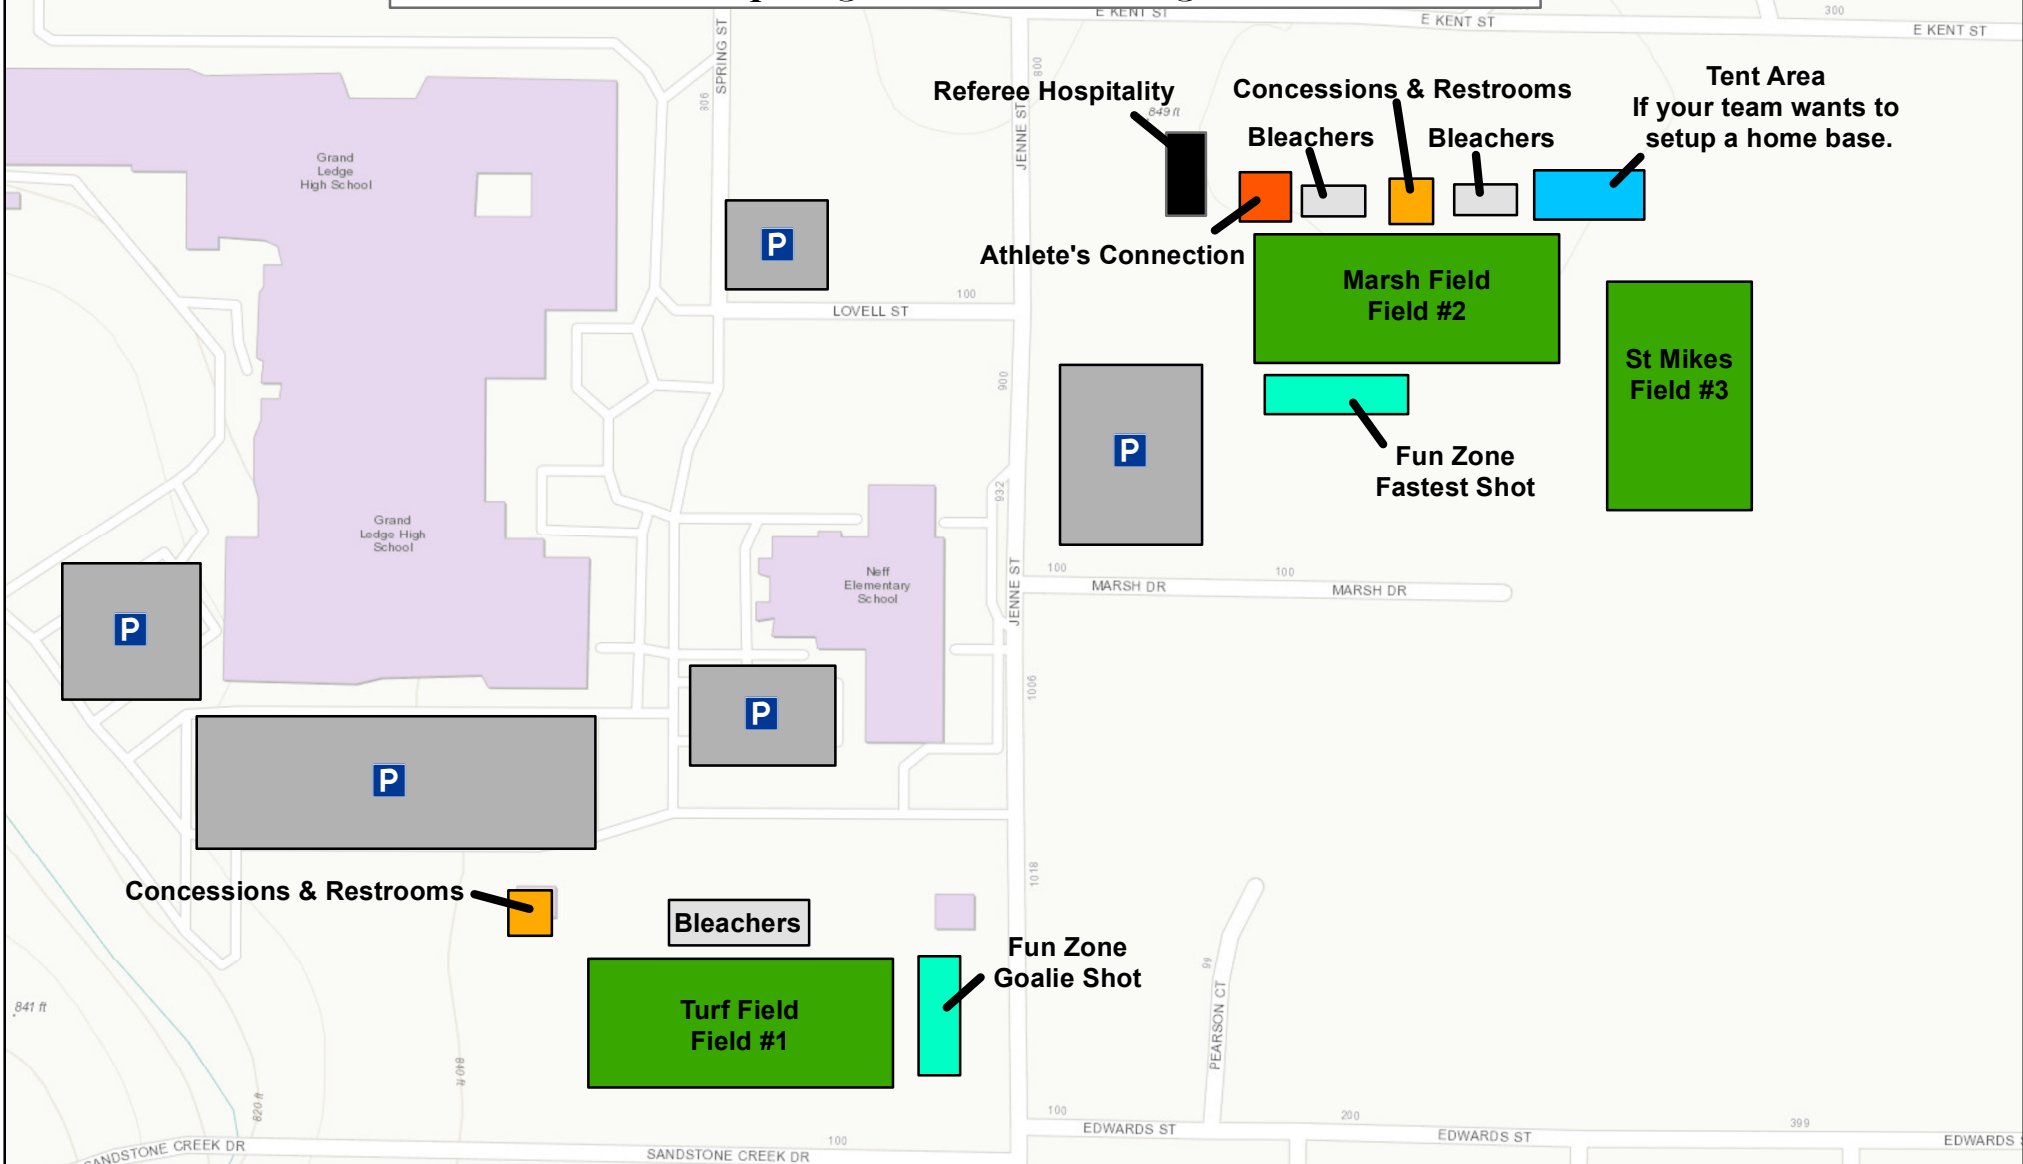 E KENT ST
E KENT ST
300
E KENT ST
SPRING ST
806
800
JENNE ST
Referee Hospitality
849 ft
Concessions & Restrooms
Bleachers
Bleachers
Tent Area
If your team wants to
setup a home base.
Grand
Ledge
High School
P
Athlete's Connection
Marsh Field
Field #2
100
LOVELL ST
St Mikes
Field #3
900
P
Fun Zone
Fastest Shot
932
Grand
Ledge High
School
Neff
Elementary
School
JENNE ST
100
MARSH DR
100
MARSH DR
P
1006
P
P
1018
Concessions & Restrooms
Bleachers
Fun Zone
Goalie Shot
99
PEARSON CT
841 ft
Turf Field
Field #1
840 ft
820 ft
100
EDWARDS ST
200
EDWARDS ST
399
EDWARDS
SANDSTONE CREEK DR
100
SANDSTONE CREEK DR